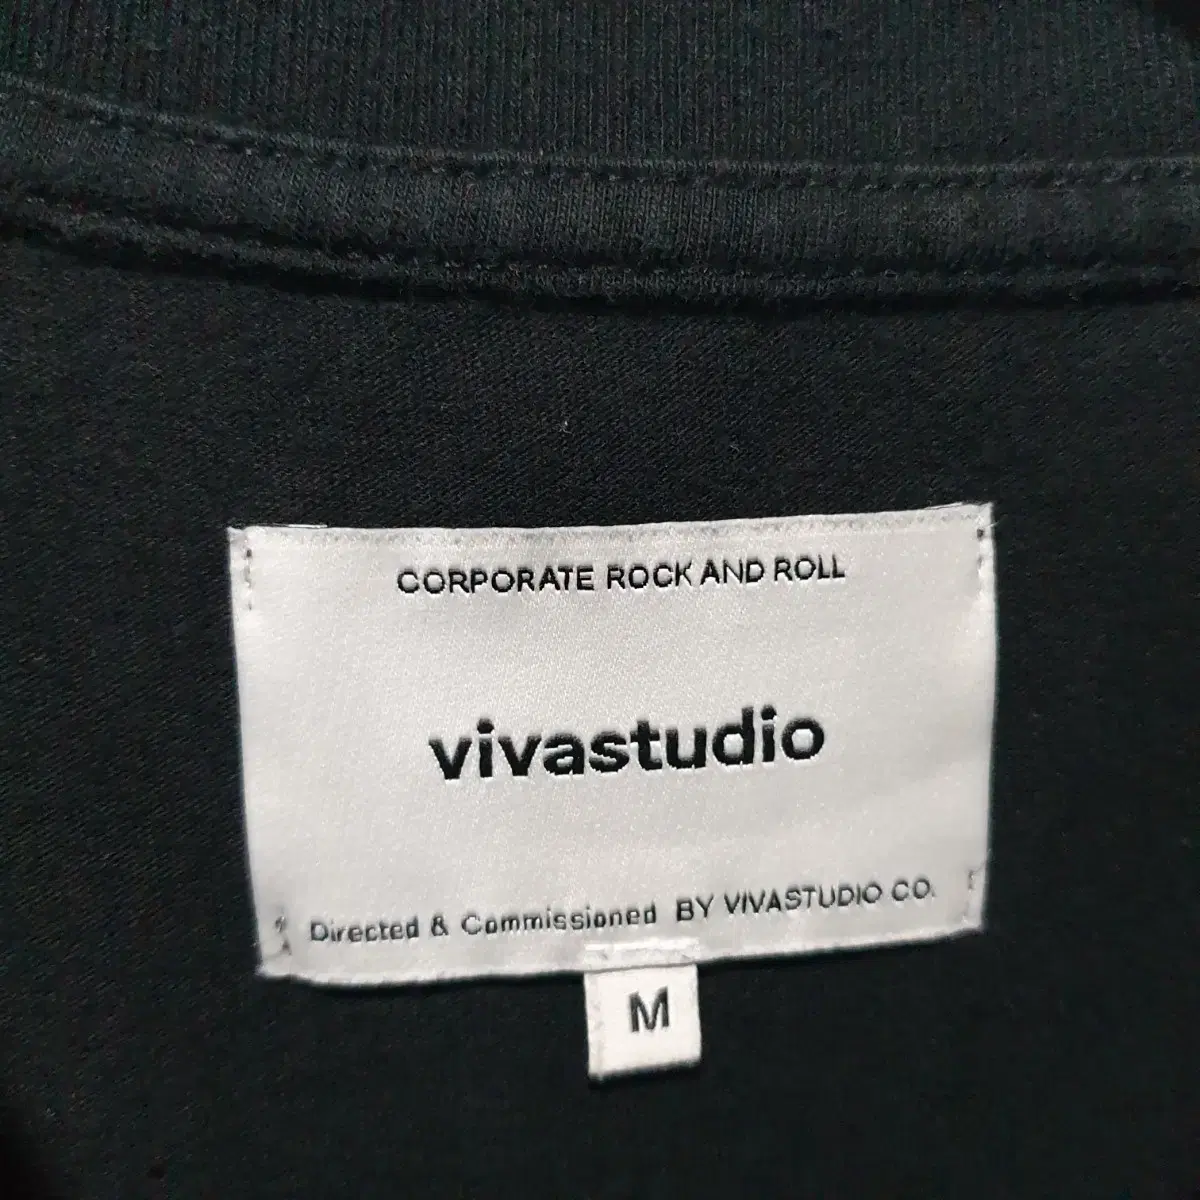 CORPORATE ROCK AND ROLL
vivastudio
Directed & Commissioned BY VIVASTUDIO CO.
M